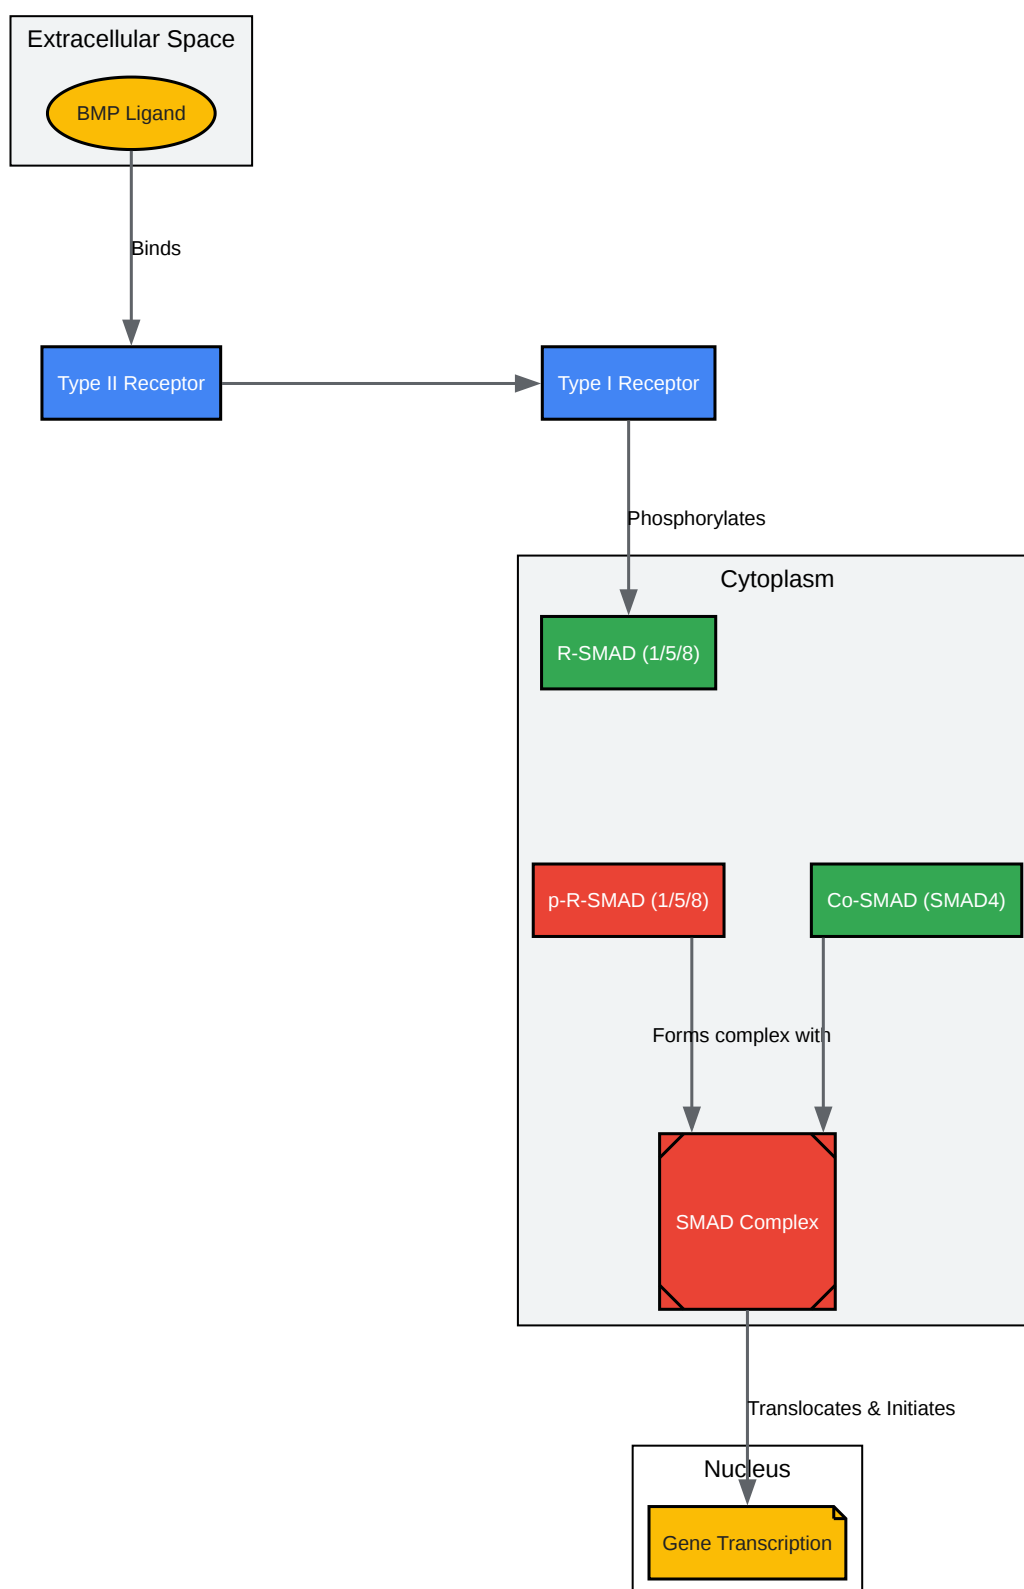 Extracellular Space
BMP Ligand
Binds
Type II Receptor
Type I Receptor
Phosphorylates
Cytoplasm
R-SMAD (1/5/8)
p-R-SMAD (1/5/8)
Co-SMAD (SMAD4)
Forms complex with
SMAD Complex
Translocates & Initiates
Nucleus
Gene Transcription